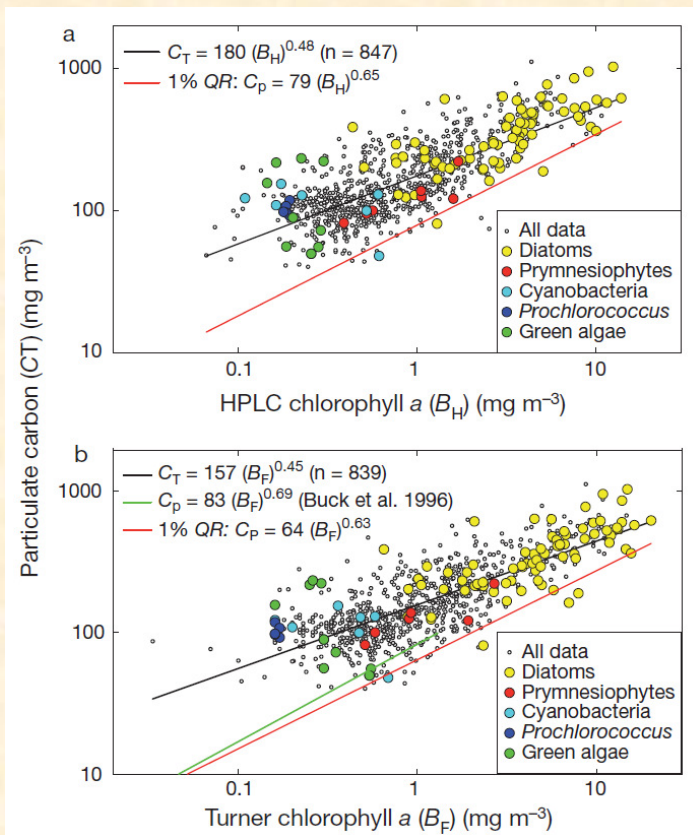 a
C_T = 180 (B_H)^0.48 (n = 847)
1% QR: C_p = 79 (B_H)^0.65
1000
100
10
All data
Diatoms
Prymnesiophytes
Cyanobacteria
Prochlorococcus
Green algae
0.1 1 10
HPLC chlorophyll a (B_H) (mg m⁻³)
Particulate carbon (CT) (mg m⁻³)
b
C_T = 157 (B_F)^0.45 (n = 839)
C_p = 83 (B_F)^0.69 (Buck et al. 1996)
1% QR: C_P = 64 (B_F)^0.63
1000
100
10
All data
Diatoms
Prymnesiophytes
Cyanobacteria
Prochlorococcus
Green algae
0.1 1 10
Turner chlorophyll a (B_F) (mg m⁻³)